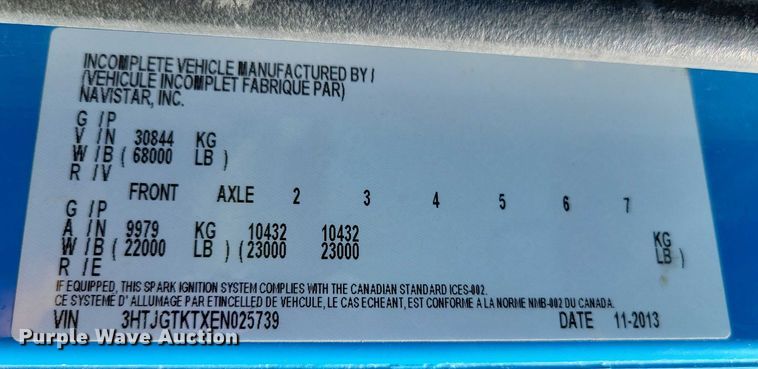 INCOMPLETE VEHICLE MANUFACTURED BY /
(VEHICULE INCOMPLET FABRIQUE PAR)
NAVISTAR, INC.
G /P
V /N 30844 KG
W /B ( 68000 LB )
R /V
FRONT AXLE 2 3 4 5 6 7
G /P
A /N 9979 KG 10432 10432 KG
W /B ( 22000 LB ) ( 23000 23000 LB )
R /E
IF EQUIPPED, THIS SPARK IGNITION SYSTEM COMPLIES WITH THE CANADIAN STANDARD ICES-002.
CE SYSTEME D' ALLUMAGE PAR ETINCELLED DE VEHCULE, LE CAS ECHEANT, EST CONFORME A LA NORME NMB-002 DU CANADA.
VIN 3HTJGTKTXEN025739 DATE 11-2013
Purple Wave Auction